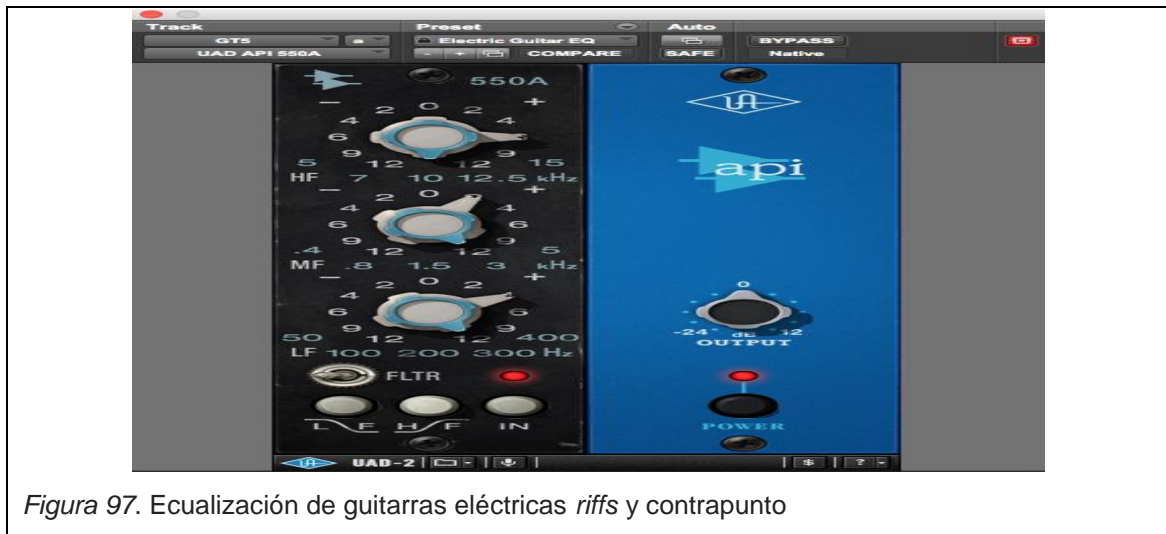 Track Preset Auto
GT5 a Electric Guitar EQ BYPASS
UAD API 550A - + COMPARE SAFE Native
550A
- 2 0 2 +
4 4
6
9 9
5 12 12 15
HF 7 10 12.5 kHz
- 2 0 +
4 4
6 6
9 9
.4 12 12 5
MF .8 1.5 3 kHz
- 2 0 2 +
4
6 6
9 9
50 12 12 400
LF 100 200 300 Hz
FLTR
L F H F IN
UA
api
0
-24 dB 12
OUTPUT
POWER
UA UAD-2 $ ?
Figura 97. Ecualización de guitarras eléctricas riffs y contrapunto